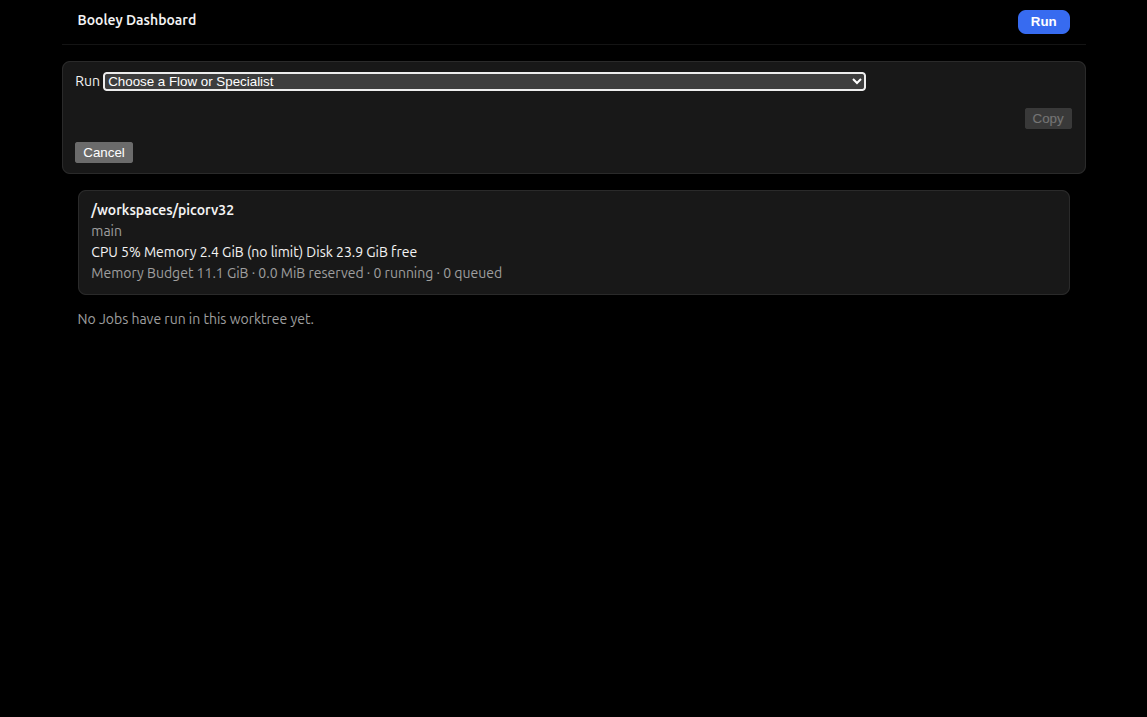 Booley Dashboard
Run
Run Choose a Flow or Specialist
Copy
Cancel
/workspaces/picorv32
main
CPU 5% Memory 2.4 GiB (no limit) Disk 23.9 GiB free
Memory Budget 11.1 GiB · 0.0 MiB reserved · 0 running · 0 queued
No Jobs have run in this worktree yet.